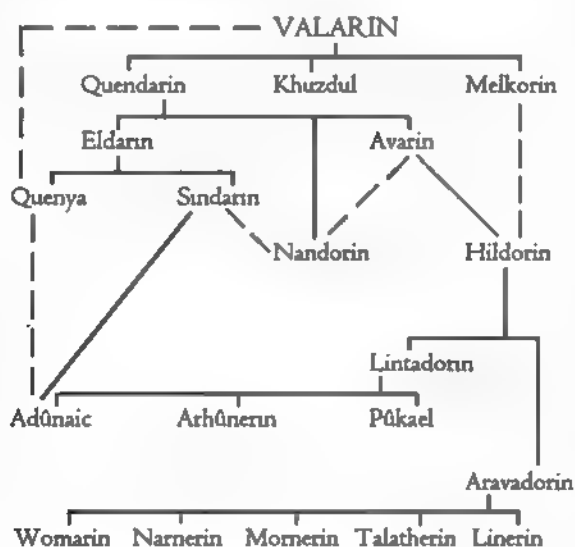 VALARIN
Quendarin Khuzdul Melkorin
Eldarin Avarin
Quenya Sindarin
Nandorin Hildorin
Lintadorin
Adûnaic Arhûnerin Pûkael
Aravadorin
Womarin Narnerin Mornerin Talatherin Linerin